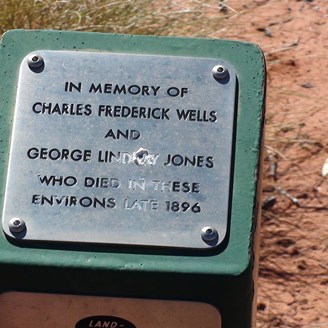 IN MEMORY OF
CHARLES FREDERICK WELLS
AND
GEORGE LINDSAY JONES
WHO DIED IN THESE
ENVIRONS LATE 1896
LAND-